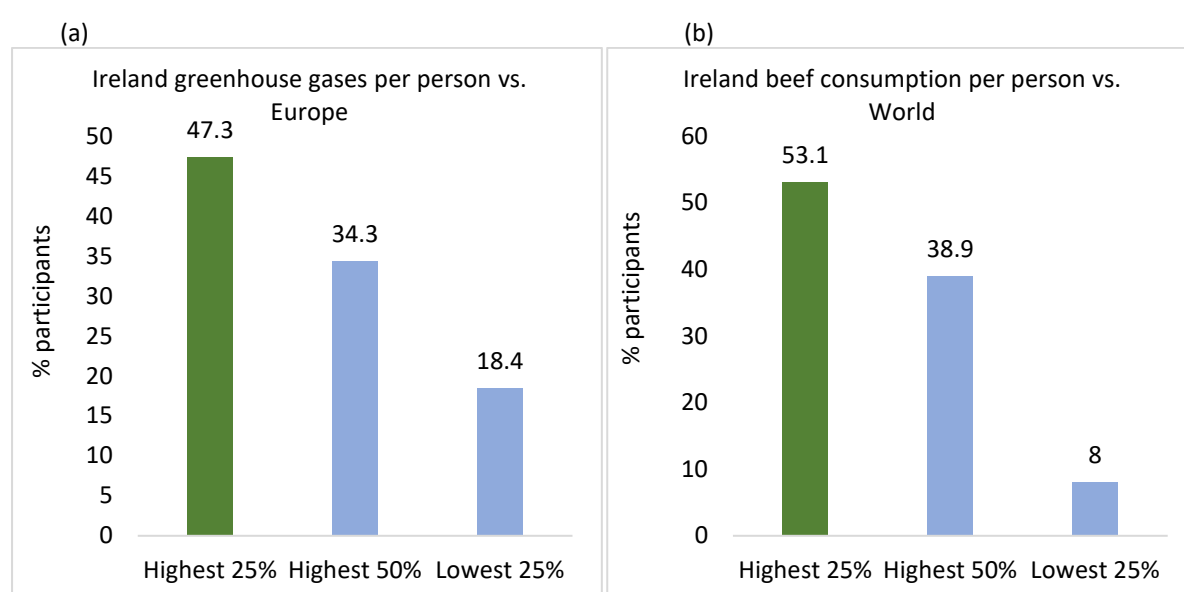 (a)
Ireland greenhouse gases per person vs.
Europe
% participants
50
45
40
35
30
25
20
15
10
5
0
47.3
34.3
18.4
Highest 25% Highest 50% Lowest 25%
(b)
Ireland beef consumption per person vs.
World
% participants
60
50
40
30
20
10
0
53.1
38.9
8
Highest 25% Highest 50% Lowest 25%